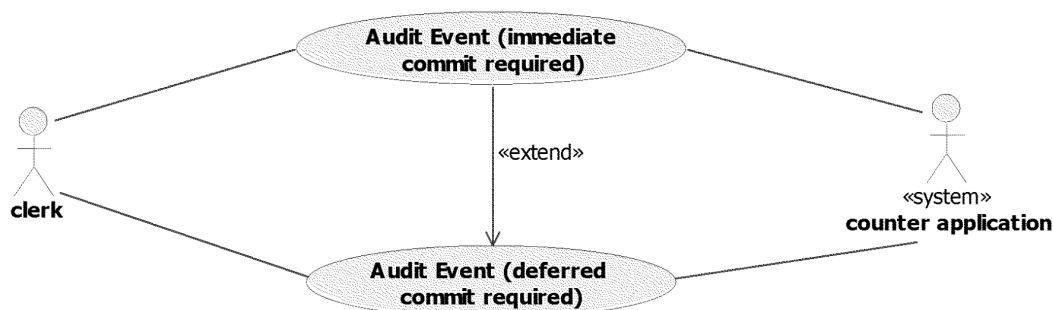 Audit Event (immediate
commit required)
«extend»
clerk
«system»
counter application
Audit Event (deferred
commit required)